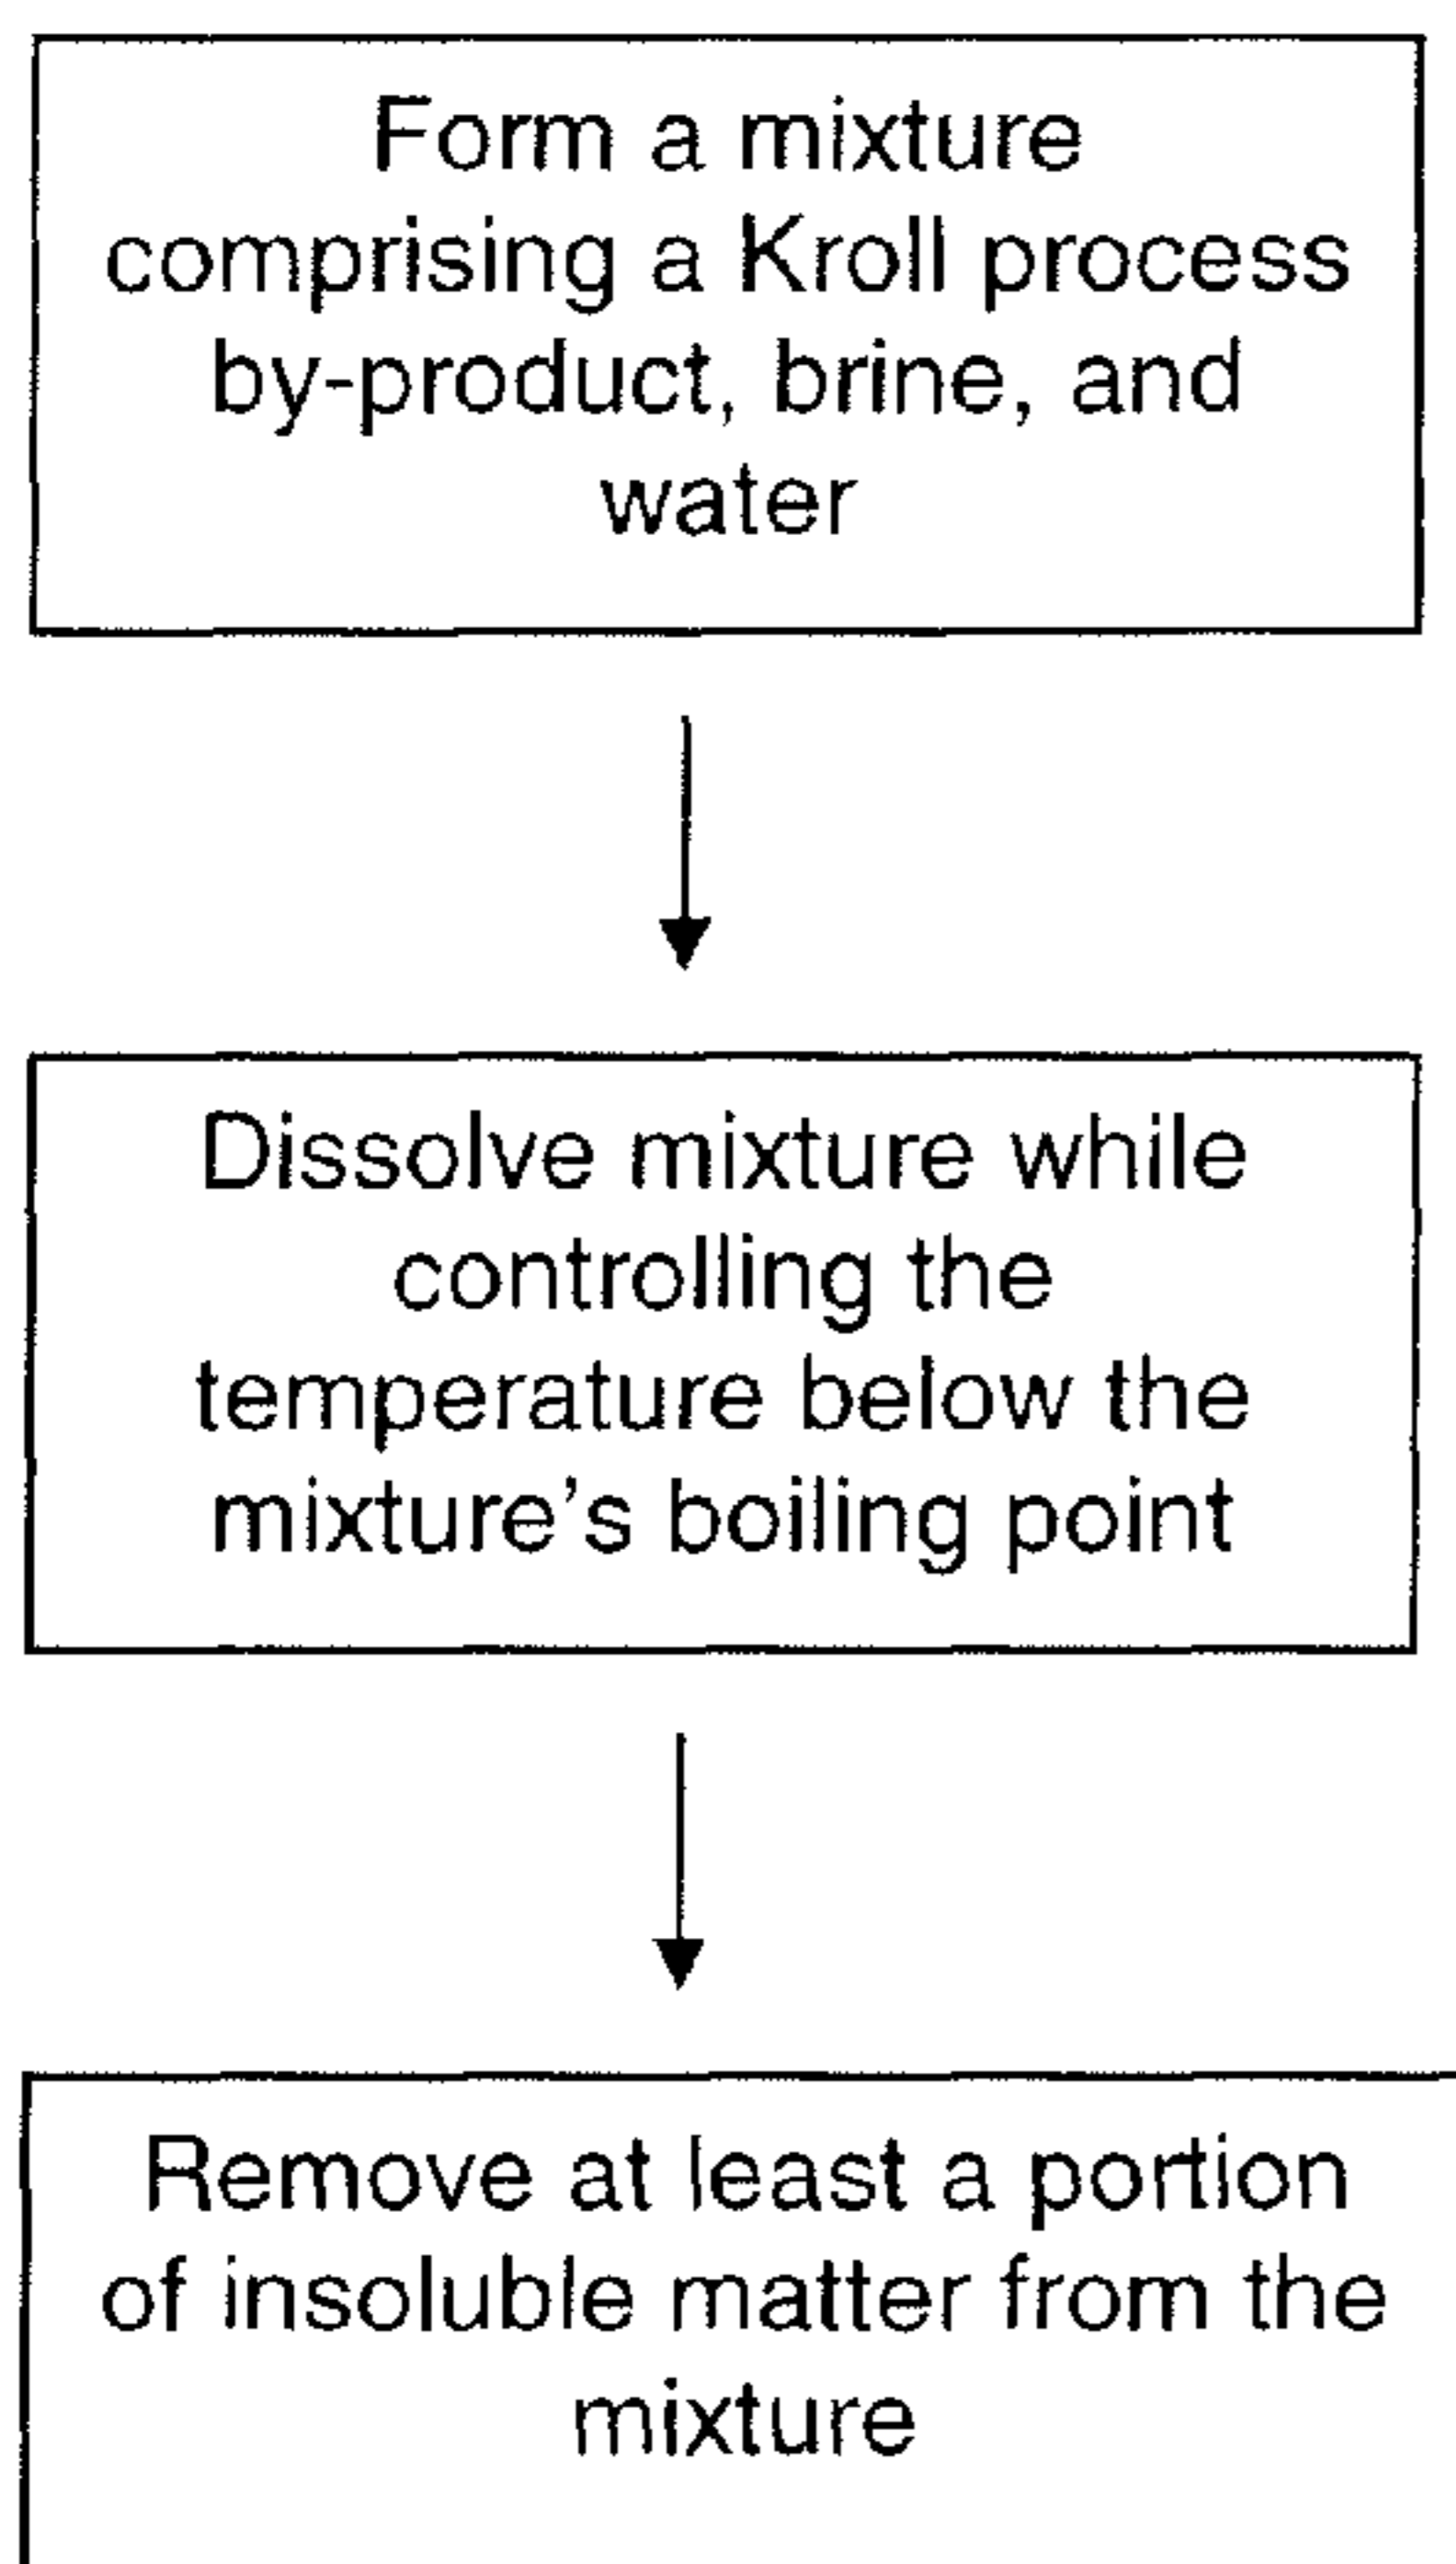 Form a mixture
comprising a Kroll process
by-product, brine, and
water
Dissolve mixture while
controlling the
temperature below the
mixture's boiling point
Remove at least a portion
of insoluble matter from the
mixture